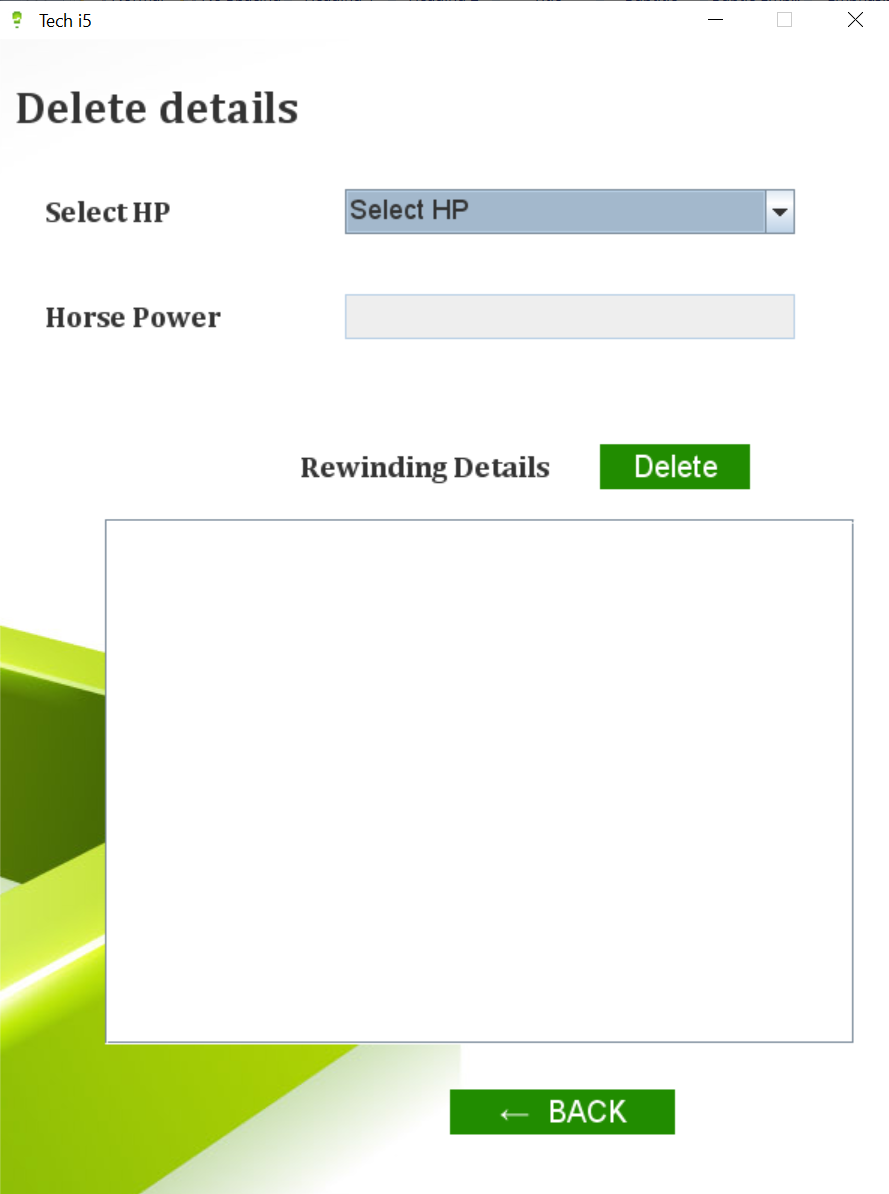 Tech i5
Delete details
Select HP
Select HP
Horse Power
Rewinding Details
Delete
← BACK